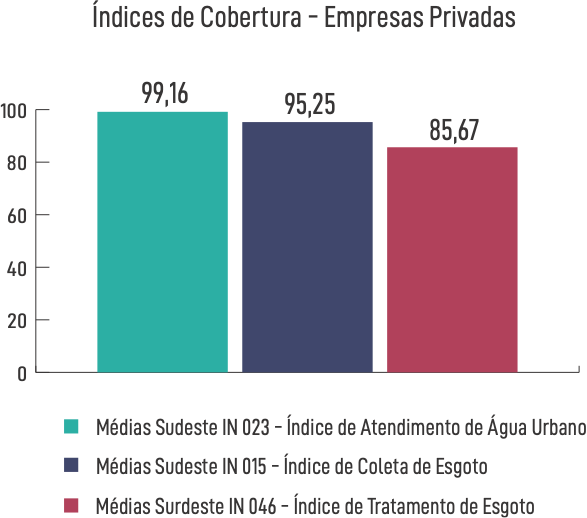 Índices de Cobertura - Empresas Privadas
99,16
95,25
85,67
100
80
60
40
20
0
Médias Sudeste IN 023 - Índice de Atendimento de Água Urbano
Médias Sudeste IN 015 - Índice de Coleta de Esgoto
Médias Surdeste IN 046 - Índice de Tratamento de Esgoto